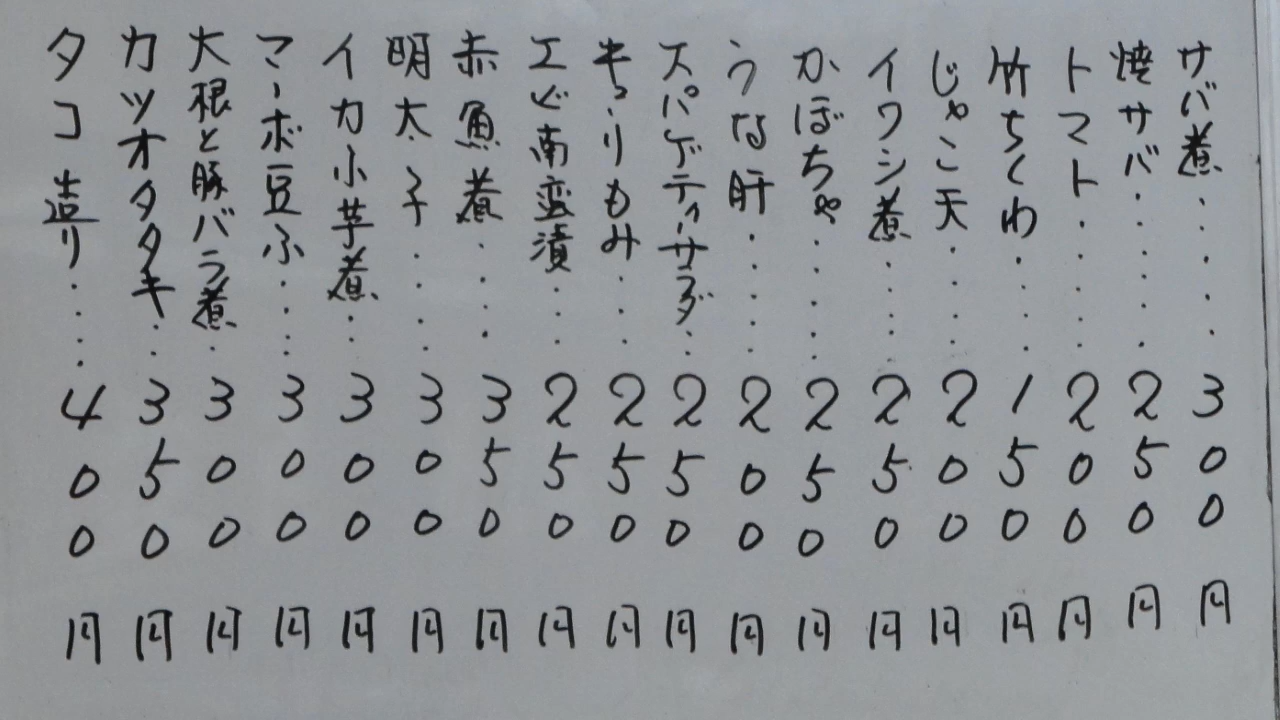 サバ煮・・・・300円
焼サバ・・・・・250円
トマト・・・・200円
竹ちくわ・・・・150円
じゃこ天・・・・200円
イワシ煮・・・・250円
かぼちゃ・・・・250円
うな肝・・・・・200円
スパゲティーサラダ・・250円
キューリもみ・・・250円
エビ南蛮漬・・・250円
赤魚煮・・・・350円
明太子・・・・300円
イカ小芋煮・・300円
マーボ豆ふ・・・・300円
大根と豚バラ煮・300円
カツオタタキ・・350円
タコ造り・・・・400円